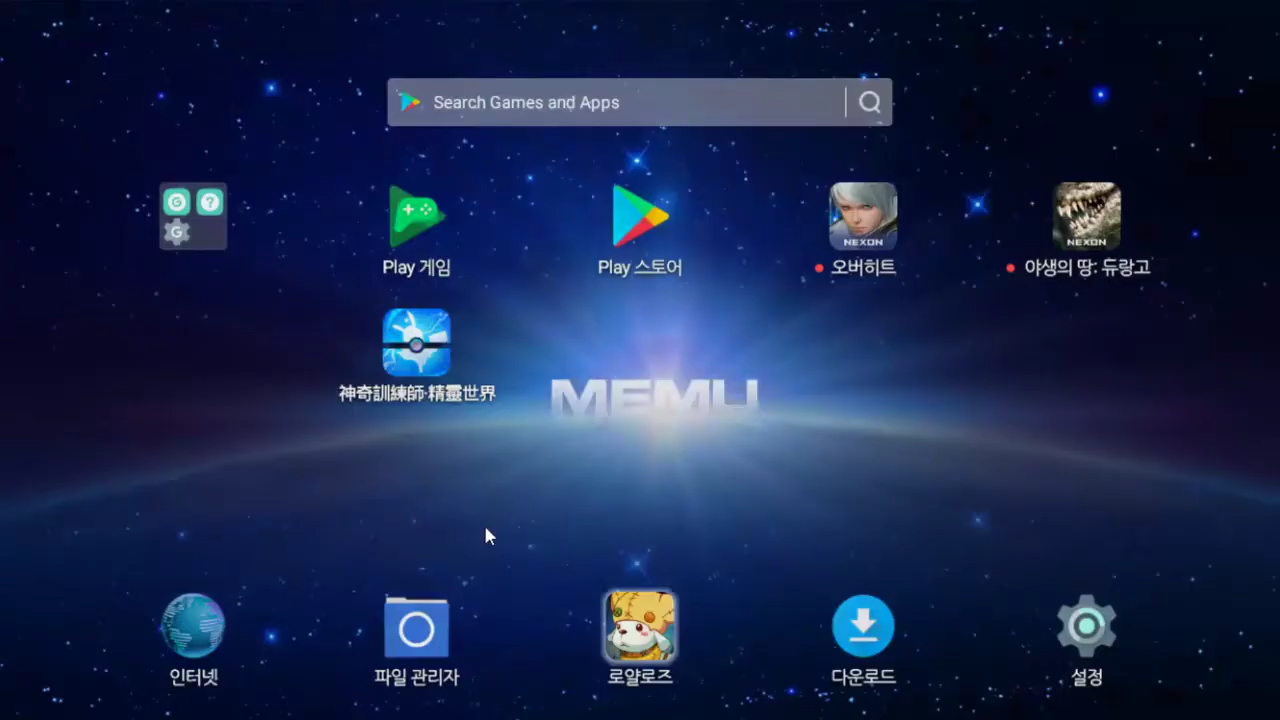 Search Games and Apps
G ?
G
NEXON
NEXON
Play 게임
Play 스토어
오버히트
야생의 땅: 듀랑고
神奇訓練師·精靈世界
MEMU
인터넷
파일 관리자
로얄로즈
다운로드
설정